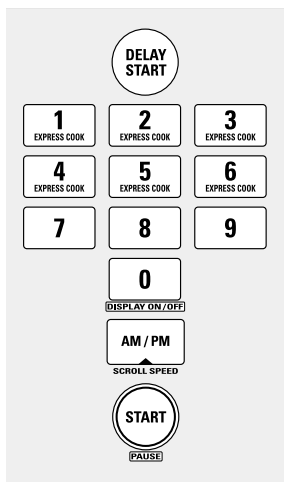 DELAY
START
1 2 3
EXPRESS COOK EXPRESS COOK EXPRESS COOK
4 5 6
EXPRESS COOK EXPRESS COOK EXPRESS COOK
7 8 9
0
DISPLAY ON/OFF
AM / PM
SCROLL SPEED
START
PAUSE